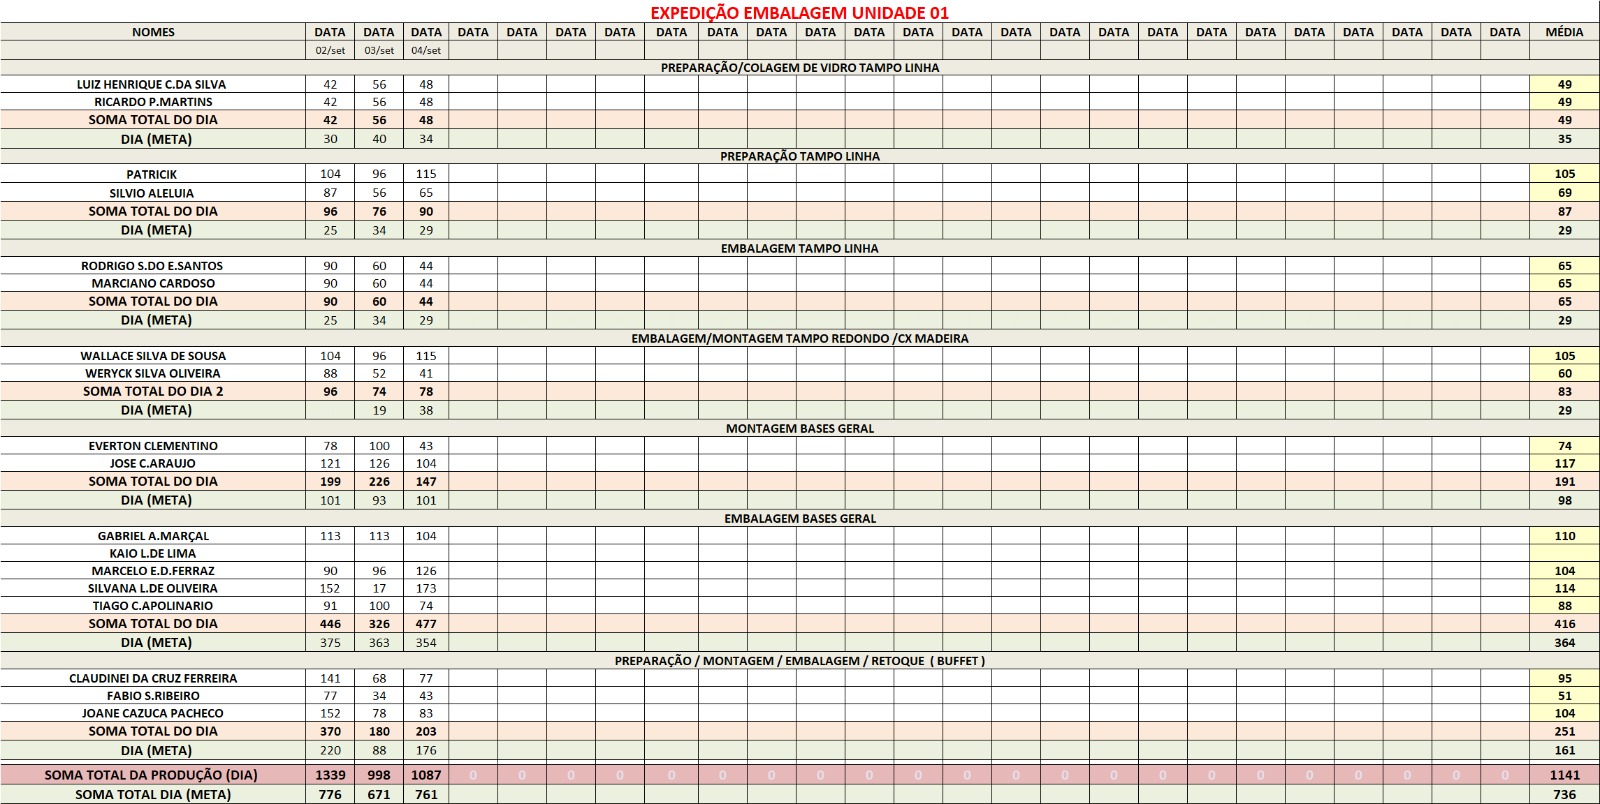 EXPEDIÇÃO EMBALAGEM UNIDADE 01
NOMES DATA DATA DATA DATA DATA DATA DATA DATA DATA DATA DATA DATA DATA DATA DATA DATA DATA DATA DATA DATA DATA DATA DATA DATA DATA MÉDIA
02/set 03/set 04/set
PREPARAÇÃO/COLAGEM DE VIDRO TAMPO LINHA
LUIZ HENRIQUE C.DA SILVA 42 56 48 49
RICARDO P.MARTINS 42 56 48 49
SOMA TOTAL DO DIA 42 56 48 49
DIA (META) 30 40 34 35
PREPARAÇÃO TAMPO LINHA
PATRICIK 104 96 115 105
SILVIO ALELUIA 87 56 65 69
SOMA TOTAL DO DIA 96 76 90 87
DIA (META) 25 34 29 29
EMBALAGEM TAMPO LINHA
RODRIGO S.DO E.SANTOS 90 60 44 65
MARCIANO CARDOSO 90 60 44 65
SOMA TOTAL DO DIA 90 60 44 65
DIA (META) 25 34 29 29
EMBALAGEM/MONTAGEM TAMPO REDONDO /CX MADEIRA
WALLACE SILVA DE SOUSA 104 96 115 105
WERYCK SILVA OLIVEIRA 88 52 41 60
SOMA TOTAL DO DIA 2 96 74 78 83
DIA (META) 19 38 29
MONTAGEM BASES GERAL
EVERTON CLEMENTINO 78 100 43 74
JOSE C.ARAUJO 121 126 104 117
SOMA TOTAL DO DIA 199 226 147 191
DIA (META) 101 93 101 98
EMBALAGEM BASES GERAL
GABRIEL A.MARÇAL 113 113 104 110
KAIO L.DE LIMA
MARCELO E.D.FERRAZ 90 96 126 104
SILVANA L.DE OLIVEIRA 152 17 173 114
TIAGO C.APOLINARIO 91 100 74 88
SOMA TOTAL DO DIA 446 326 477 416
DIA (META) 375 363 354 364
PREPARAÇÃO / MONTAGEM / EMBALAGEM / RETOQUE ( BUFFET )
CLAUDINEI DA CRUZ FERREIRA 141 68 77 95
FABIO S.RIBEIRO 77 34 43 51
JOANE CAZUCA PACHECO 152 78 83 104
SOMA TOTAL DO DIA 370 180 203 251
DIA (META) 220 88 176 161
SOMA TOTAL DA PRODUÇÃO (DIA) 1339 998 1087 0 0 0 0 0 0 0 0 0 0 0 0 0 0 0 0 0 0 0 0 0 0 1141
SOMA TOTAL DIA (META) 776 671 761 736